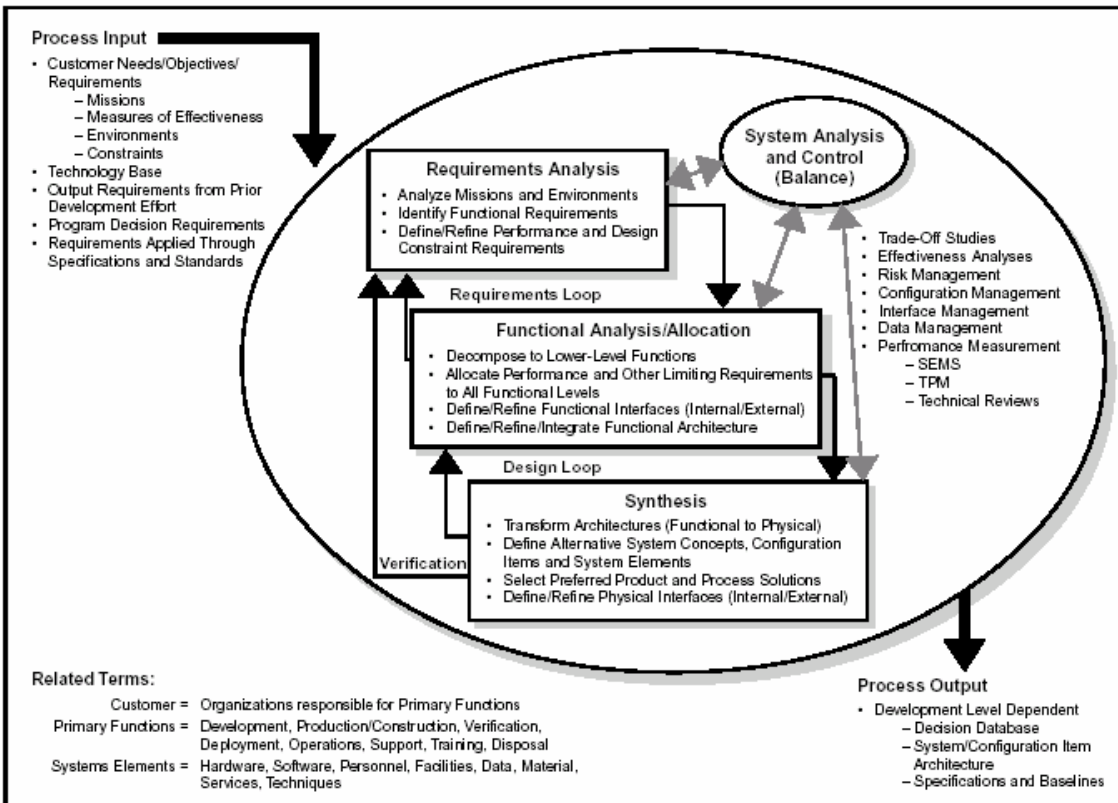 Process Input
• Customer Needs/Objectives/
Requirements
– Missions
– Measures of Effectiveness
– Environments
– Constraints
• Technology Base
• Output Requirements from Prior
Development Effort
• Program Decision Requirements
• Requirements Applied Through
Specifications and Standards
System Analysis
and Control
(Balance)
Requirements Analysis
• Analyze Missions and Environments
• Identify Functional Requirements
• Define/Refine Performance and Design
Constraint Requirements
• Trade-Off Studies
• Effectiveness Analyses
• Risk Management
• Configuration Management
• Interface Management
• Data Management
• Perfromance Measurement
– SEMS
– TPM
– Technical Reviews
Requirements Loop
Functional Analysis/Allocation
• Decompose to Lower-Level Functions
• Allocate Performance and Other Limiting Requirements
to All Functional Levels
• Define/Refine Functional Interfaces (Internal/External)
• Define/Refine/Integrate Functional Architecture
Design Loop
Synthesis
• Transform Architectures (Functional to Physical)
• Define Alternative System Concepts, Configuration
Items and System Elements
• Select Preferred Product and Process Solutions
• Define/Refine Physical Interfaces (Internal/External)
Verification
Related Terms:
Customer = Organizations responsible for Primary Functions
Primary Functions = Development, Production/Construction, Verification,
Deployment, Operations, Support, Training, Disposal
Systems Elements = Hardware, Software, Personnel, Facilities, Data, Material,
Services, Techniques
Process Output
• Development Level Dependent
– Decision Database
– System/Configuration Item
Architecture
– Specifications and Baselines